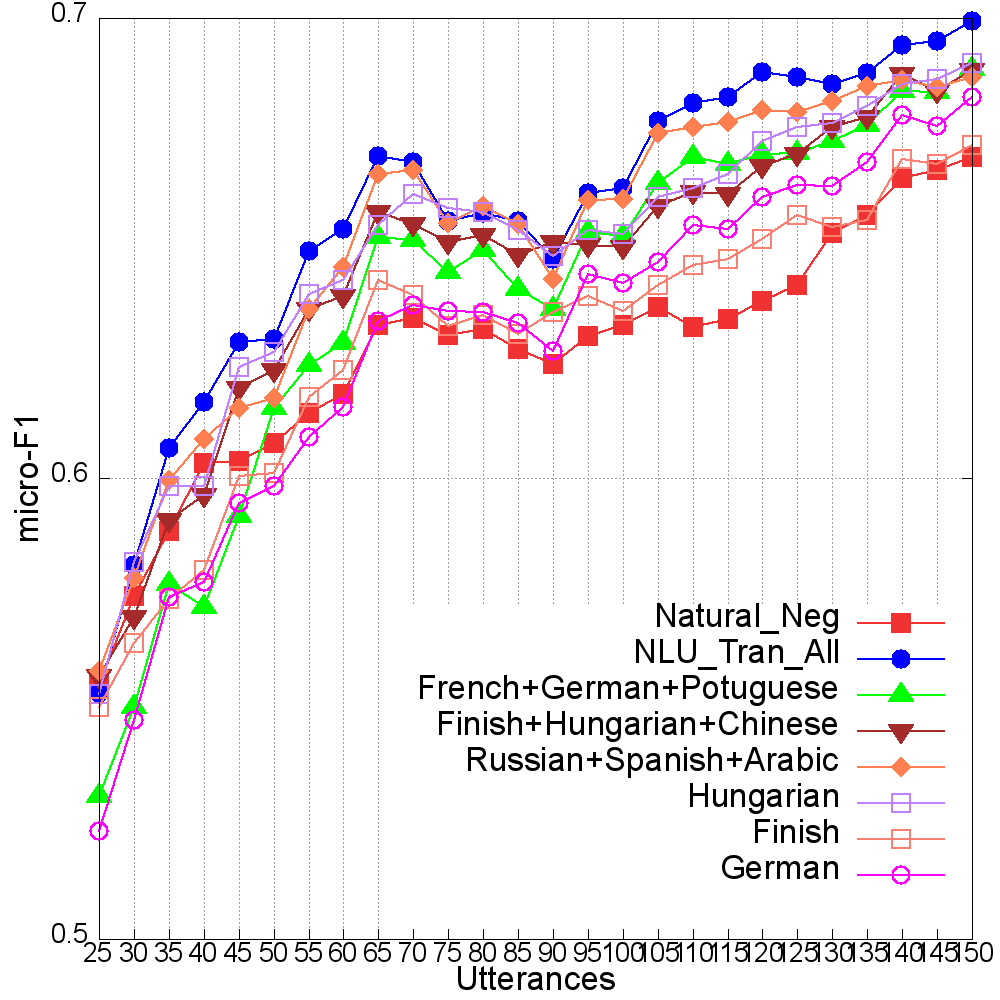 0.7
0.6
0.5
micro-F1
Natural_Neg
NLU_Tran_All
French+German+Potuguese
Finish+Hungarian+Chinese
Russian+Spanish+Arabic
Hungarian
Finish
German
25 30 35 40 45 50 55 60 65 70 75 80 85 90 95 100 105 110 115 120 125 130 135 140 145 150
Utterances